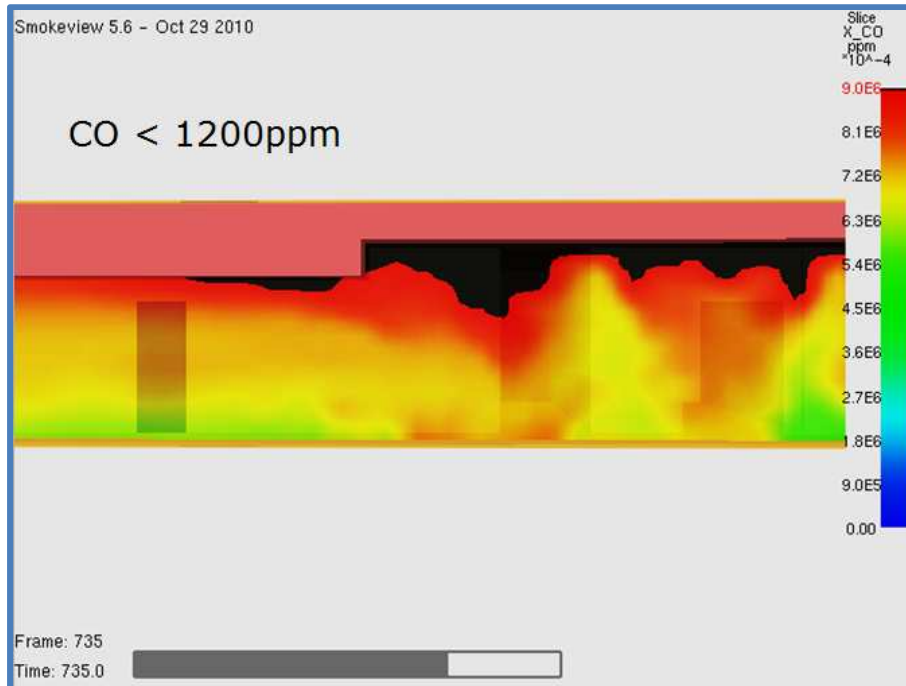 Smokeview 5.6 - Oct 29 2010
Slice
X_CO
ppm
*10^-4
CO < 1200ppm
9.0E6
8.1E6
7.2E6
6.3E6
5.4E6
4.5E6
3.6E6
2.7E6
1.8E6
9.0E5
0.00
Frame: 735
Time: 735.0